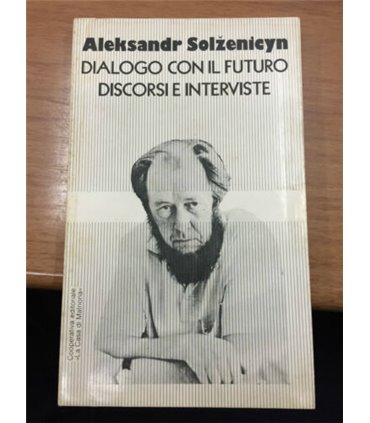 Aleksandr Solženicyn
DIALOGO CON IL FUTURO
DISCORSI E INTERVISTE
Cooperativa editoriale
«La Casa di Matriona»